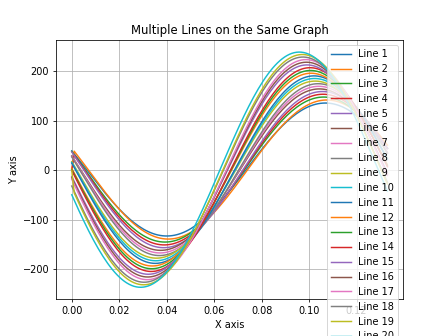 Multiple Lines on the Same Graph
Y axis
200
100
0
−100
−200
0.00
0.02
0.04
0.06
0.08
0.10
X axis
Line 1
Line 2
Line 3
Line 4
Line 5
Line 6
Line 7
Line 8
Line 9
Line 10
Line 11
Line 12
Line 13
Line 14
Line 15
Line 16
Line 17
Line 18
Line 19
Line 20